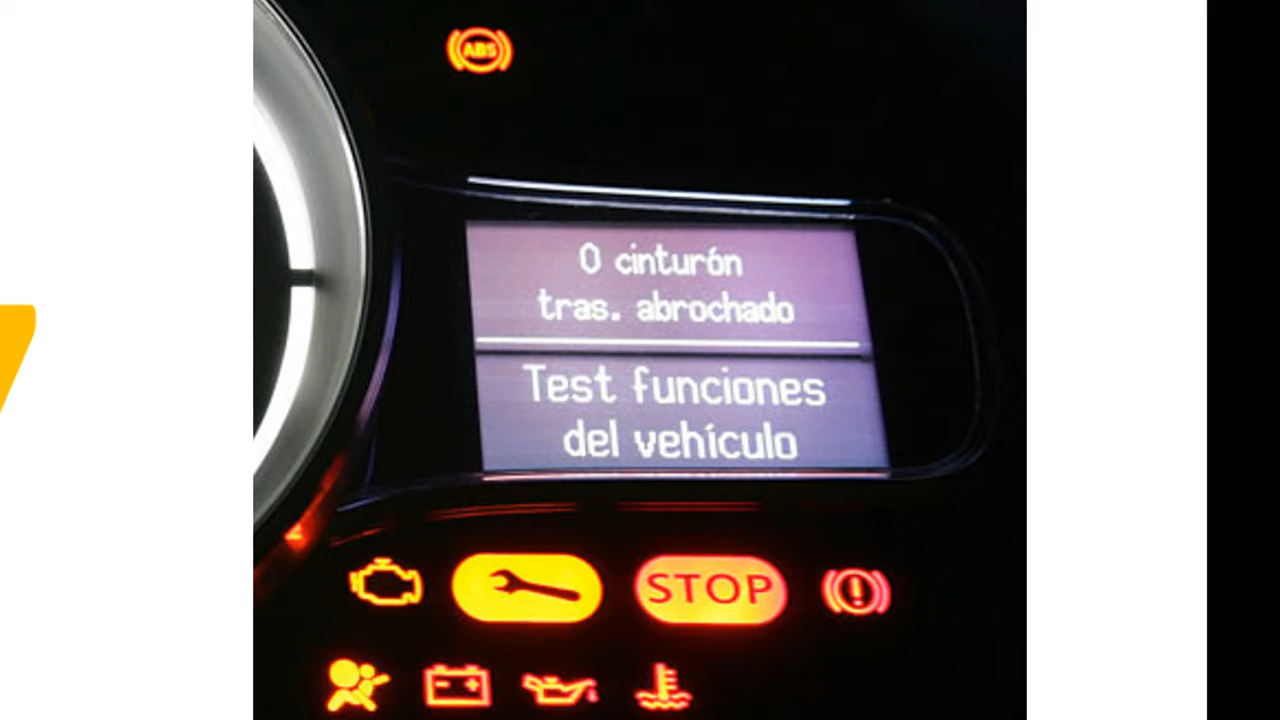 ABS
0 cinturón
tras. abrochado
Test funciones
del vehículo
STOP